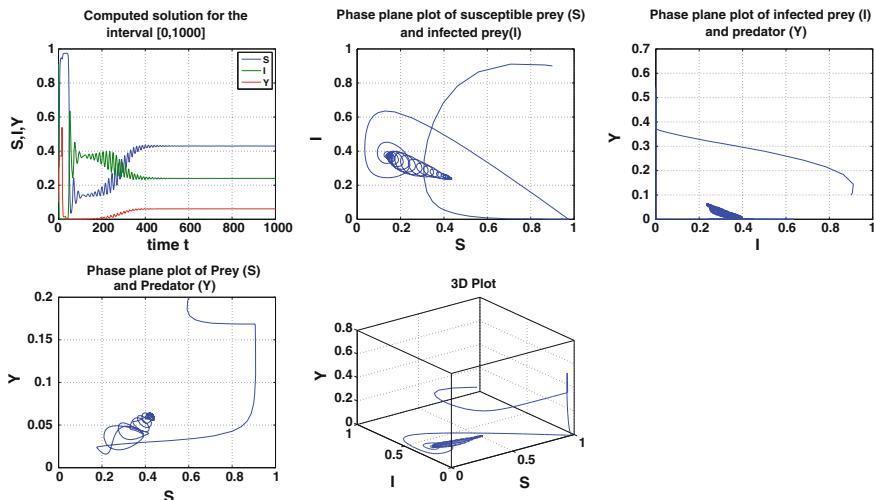 Computed solution for the
interval [0,1000]
1
0.8
0.6
0.4
0.2
0
S,I,Y
S
I
Y
0 200 400 600 800 1000
time t
Phase plane plot of susceptible prey (S)
and infected prey(I)
1
0.8
0.6
0.4
0.2
0
I
0 0.2 0.4 0.6 0.8 1
S
Phase plane plot of infected prey (I)
and predator (Y)
0.7
0.6
0.5
0.4
0.3
0.2
0.1
0
Y
0 0.2 0.4 0.6 0.8 1
I
Phase plane plot of Prey (S)
and Predator (Y)
0.2
0.15
0.1
0.05
0
Y
0 0.2 0.4 0.6 0.8 1
S
3D Plot
0.8
0.6
0.4
0.2
0
Y
1
0.5
0
I
0
0.5
1
S